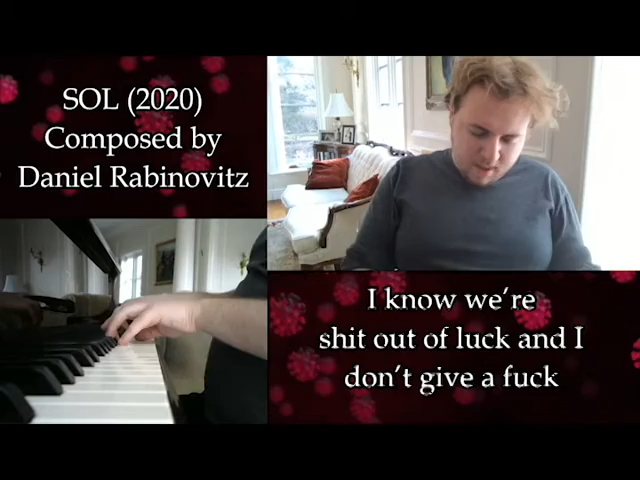 SOL (2020)
Composed by
Daniel Rabinovitz
I know we're
shit out of luck and I
don't give a fuck